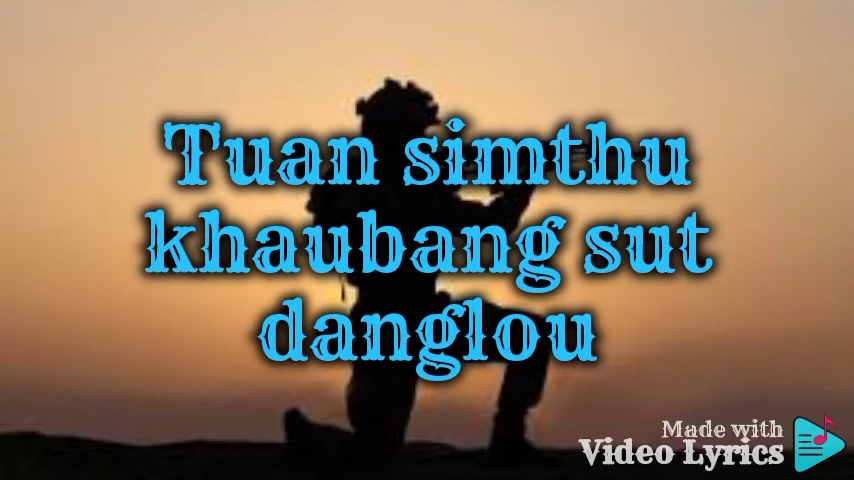 Tuan simthu
khaubang sut
danglou
Made with
Video Lyrics